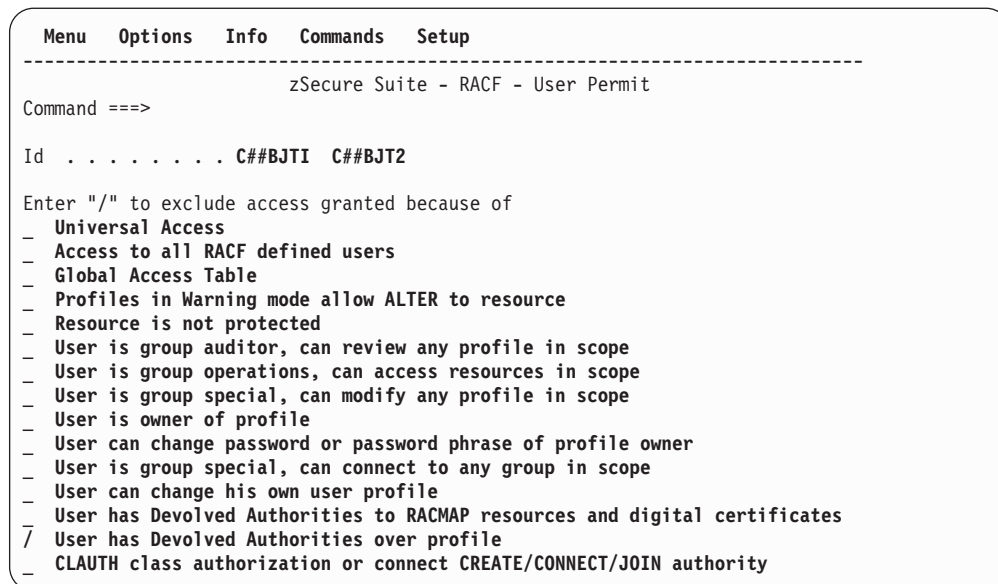 Menu Options Info Commands Setup
-------------------------------------------------------------------------------
zSecure Suite - RACF - User Permit
Command ===>
Id . . . . . . . . C##BJTI C##BJT2
Enter "/" to exclude access granted because of
_ Universal Access
_ Access to all RACF defined users
_ Global Access Table
_ Profiles in Warning mode allow ALTER to resource
_ Resource is not protected
_ User is group auditor, can review any profile in scope
_ User is group operations, can access resources in scope
_ User is group special, can modify any profile in scope
_ User is owner of profile
_ User can change password or password phrase of profile owner
_ User is group special, can connect to any group in scope
_ User can change his own user profile
_ User has Devolved Authorities to RACMAP resources and digital certificates
/ User has Devolved Authorities over profile
_ CLAUTH class authorization or connect CREATE/CONNECT/JOIN authority